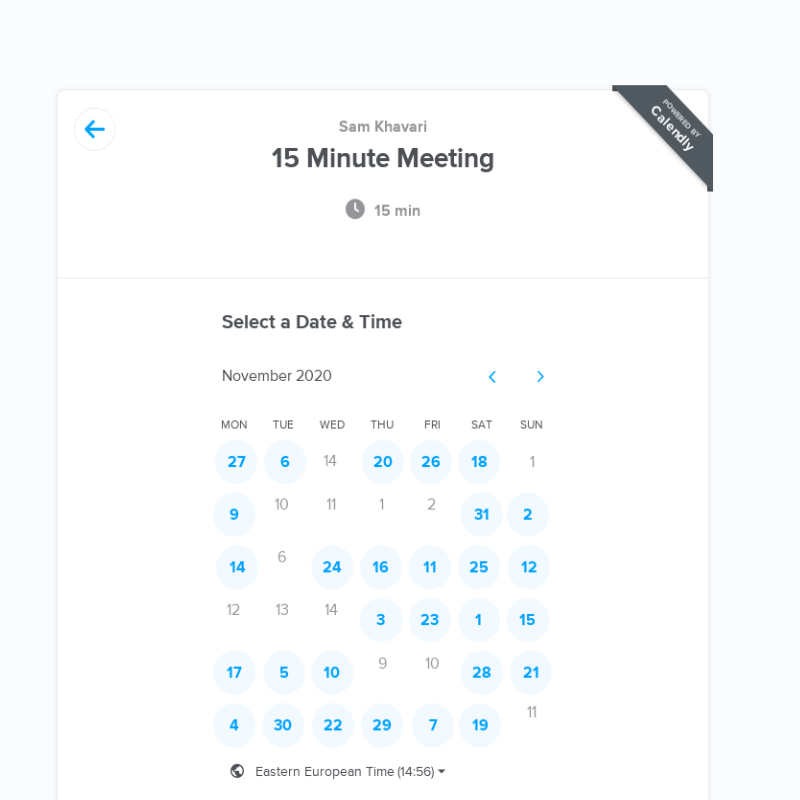 POWERED BY
Calendly
Sam Khavari
15 Minute Meeting
15 min
Select a Date & Time
November 2020
MON TUE WED THU FRI SAT SUN
27 6 14 20 26 18 1
9 10 11 1 2 31 2
14 6 24 16 11 25 12
12 13 14 3 23 1 15
17 5 10 9 10 28 21
4 30 22 29 7 19 11
Eastern European Time (14:56)